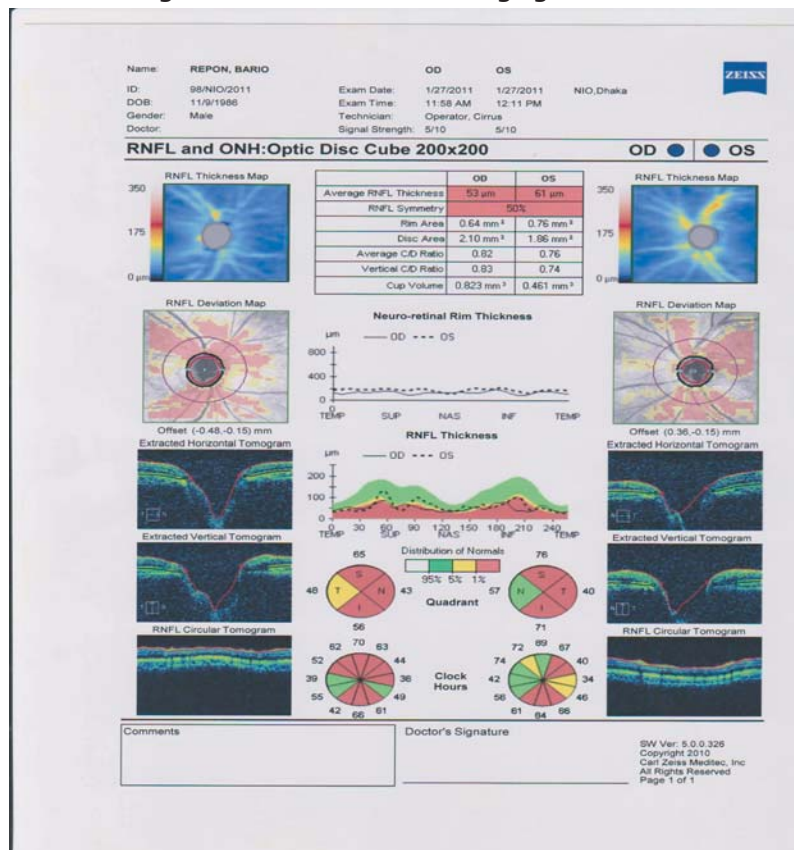 Name: REPON, BARIO OD OS
ZEISS
ID: 98/NIO/2011 Exam Date: 1/27/2011 1/27/2011 NIO,Dhaka
DOB: 11/9/1986 Exam Time: 11:58 AM 12:11 PM
Gender: Male Technician: Operator, Cirrus
Doctor: Signal Strength: 5/10 5/10
RNFL and ONH:Optic Disc Cube 200x200 OD OS
RNFL Thickness Map
350
175
0 µm
OD OS
Average RNFL Thickness 53 µm 61 µm
RNFL Symmetry 50%
Rim Area 0.64 mm² 0.76 mm²
Disc Area 2.10 mm² 1.86 mm²
Average C/D Ratio 0.82 0.76
Vertical C/D Ratio 0.83 0.74
Cup Volume 0.823 mm³ 0.461 mm³
RNFL Thickness Map
350
175
0 µm
RNFL Deviation Map
Offset (-0.48,-0.15) mm
Neuro-retinal Rim Thickness
µm OD OS
800
400
0
TEMP SUP NAS INF TEMP
RNFL Deviation Map
Offset (0.36,-0.15) mm
Extracted Horizontal Tomogram
RNFL Thickness
µm OD OS
200
100
0
0 30 60 90 120 150 180 210 240
TEMP SUP NAS INF TEMP
Extracted Horizontal Tomogram
Extracted Vertical Tomogram
65
48 T S N I 43
56
Distribution of Normals
95% 5% 1%
Quadrant
76
57 N S T I 40
71
Extracted Vertical Tomogram
RNFL Circular Tomogram
62 70 63
52 44
39 36
55 49
42 66 61
Clock
Hours
72 89 67
74 40
42 34
56 46
61 84 66
RNFL Circular Tomogram
Comments
Doctor's Signature
SW Ver: 5.0.0.326
Copyright 2010
Carl Zeiss Meditec, Inc
All Rights Reserved
Page 1 of 1